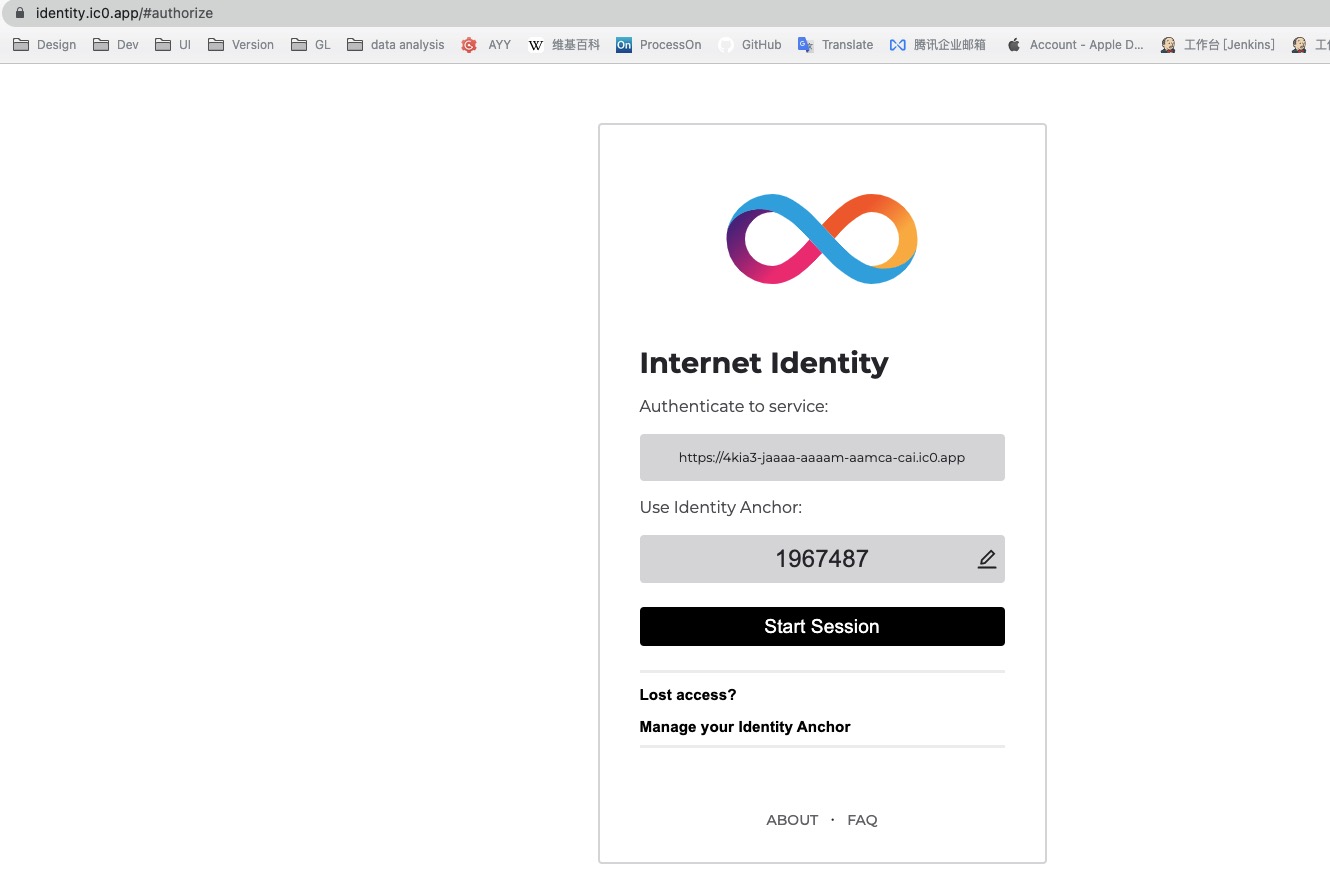 identity.ic0.app/#authorize
Design Dev UI Version GL data analysis AYY W 维基百科 On ProcessOn GitHub G Translate 腾讯企业邮箱 Account - Apple D... 工作台 [Jenkins]
Internet Identity
Authenticate to service:
https://4kia3-jaaaa-aaaam-aamca-cai.ic0.app
Use Identity Anchor:
1967487
Start Session
Lost access?
Manage your Identity Anchor
ABOUT · FAQ